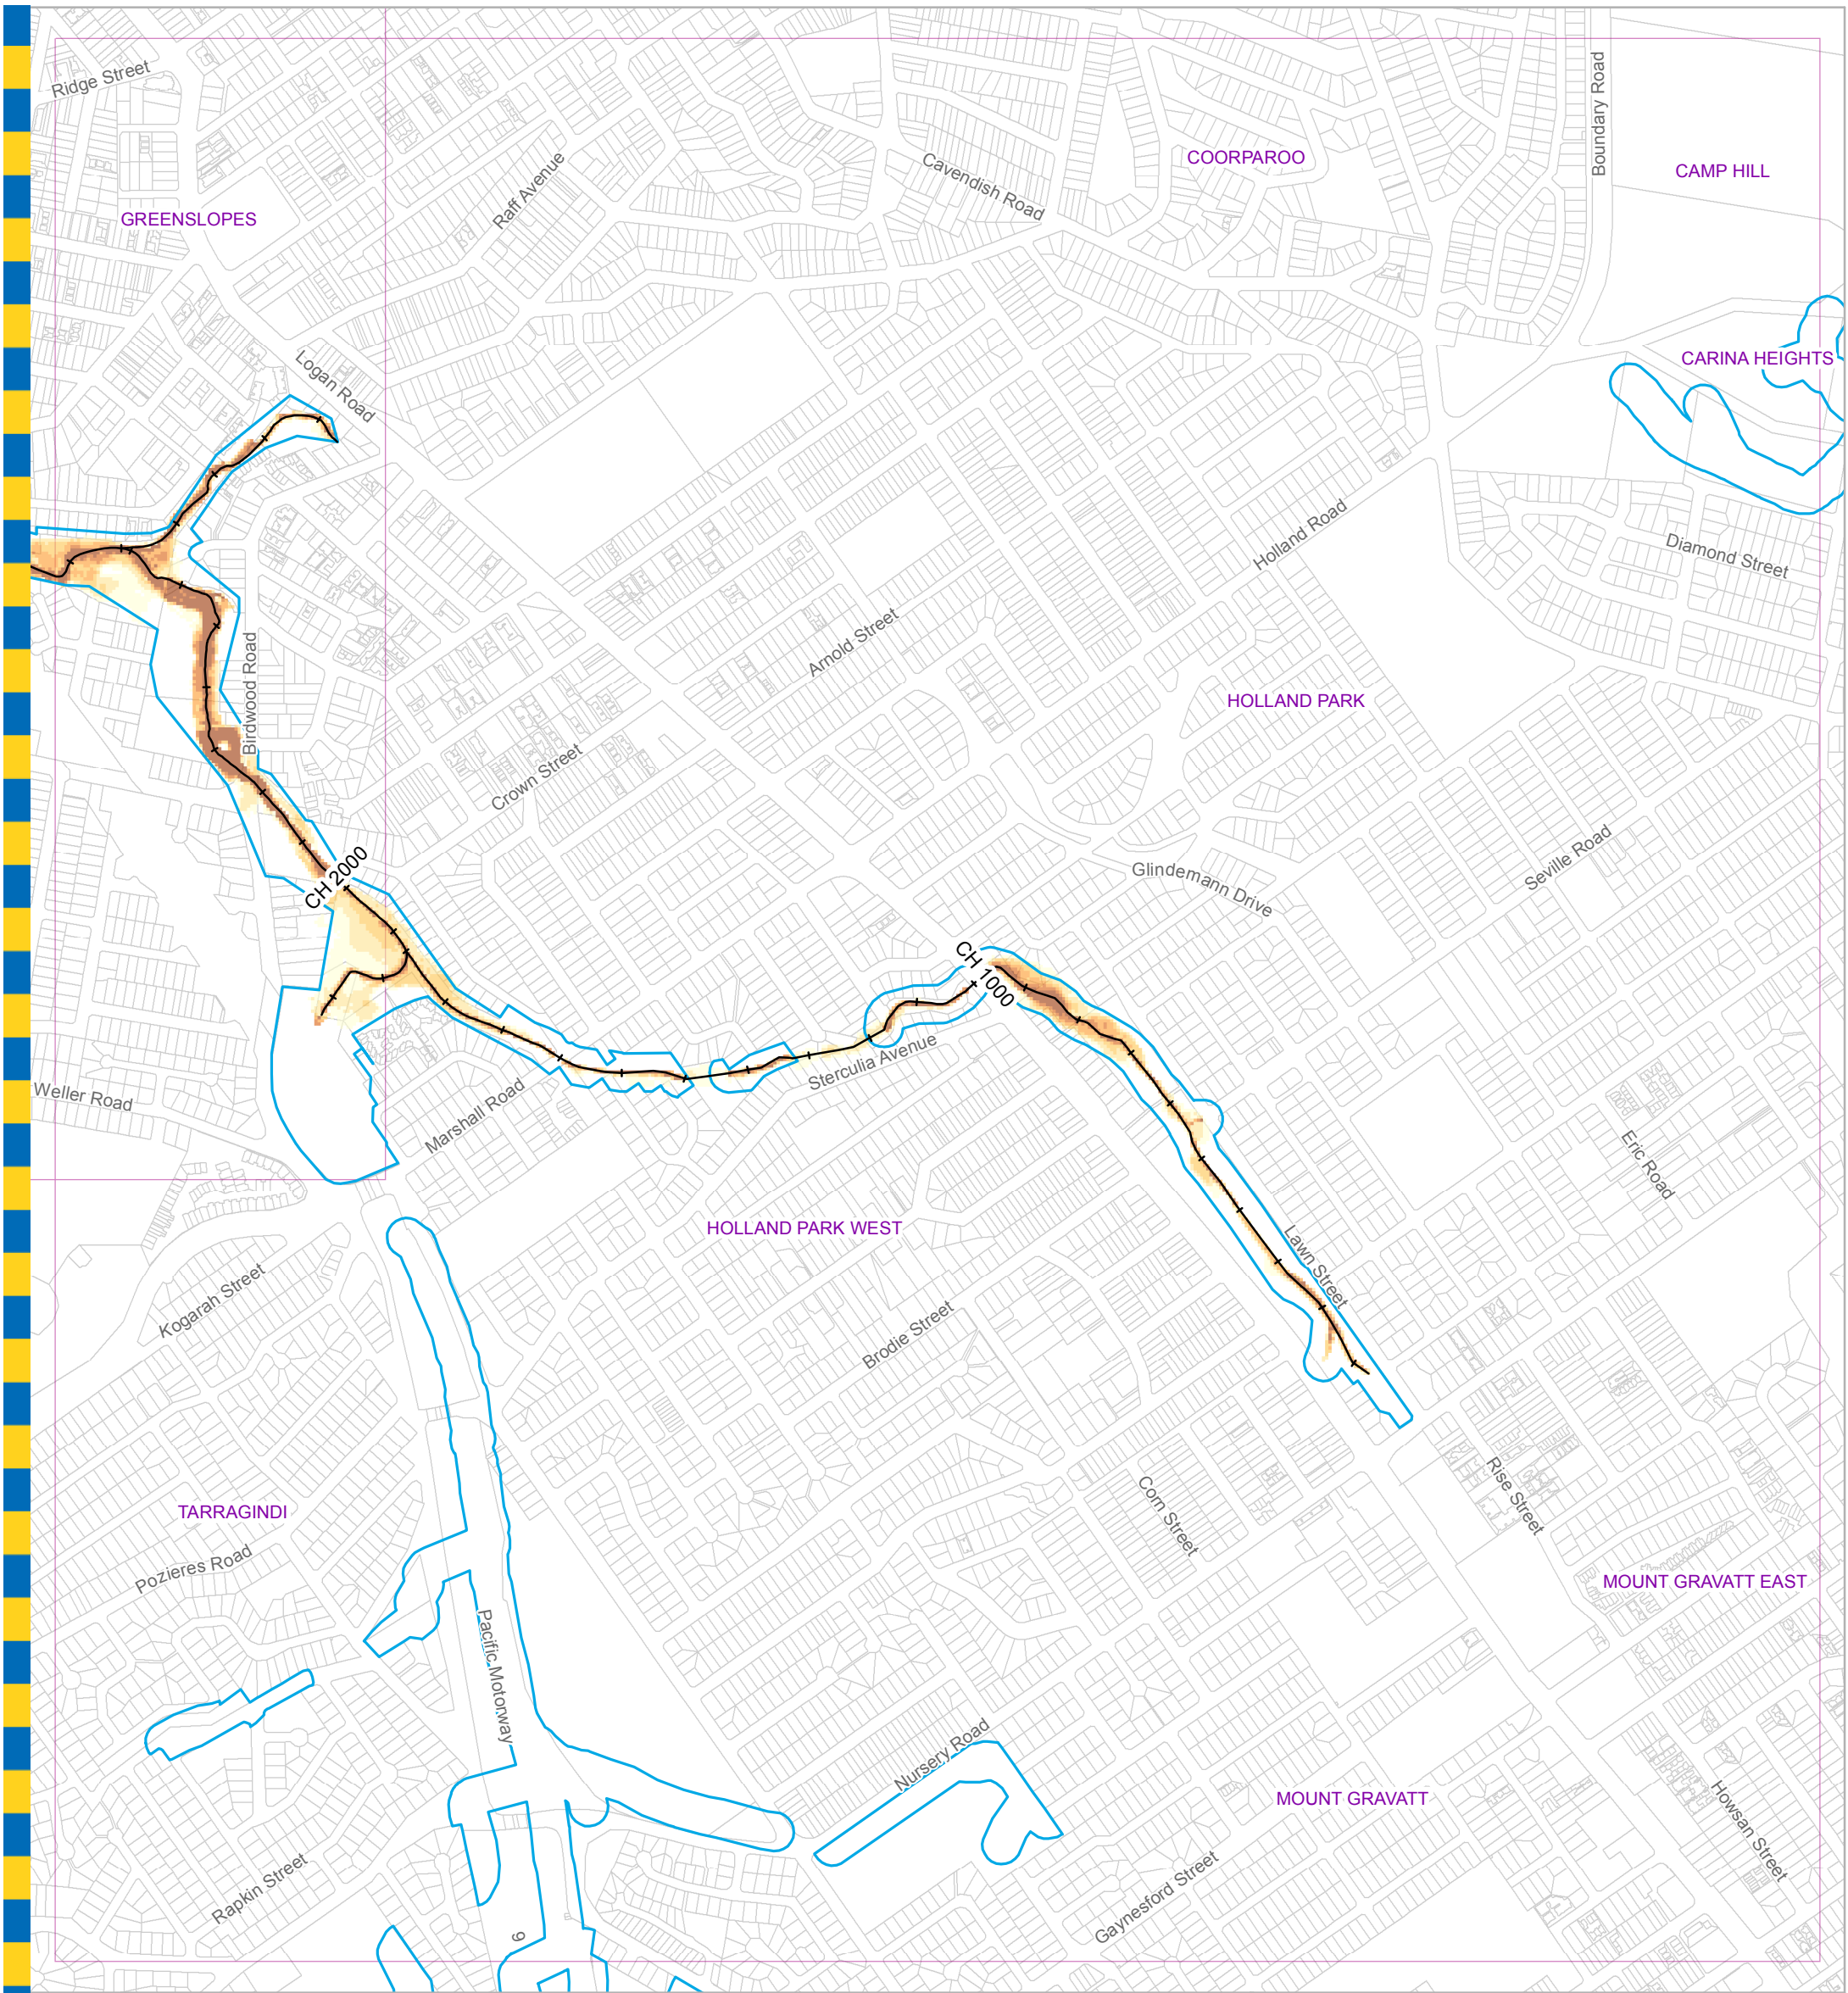 Ridge Street
Boundary Road
COORPAROO
CAMP HILL
Raff Avenue
Cavendish Road
GREENSLOPES
CARINA HEIGHTS
Logan Road
Holland Road
Diamond Street
Arnold Street
Birdwood Road
HOLLAND PARK
Crown Street
Seville Road
CH 2000
Glindemann Drive
CH 1000
Sterculia Avenue
Weller Road
Marshall Road
Eric Road
HOLLAND PARK WEST
Lawn Street
Kogarah Street
Brodie Street
TARRAGINDI
Corn Street
Rise Street
Pozieres Road
MOUNT GRAVATT EAST
Pacific Motorway
Nursery Road
MOUNT GRAVATT
Howsan Street
Rapkin Street
Gaynesford Street
9